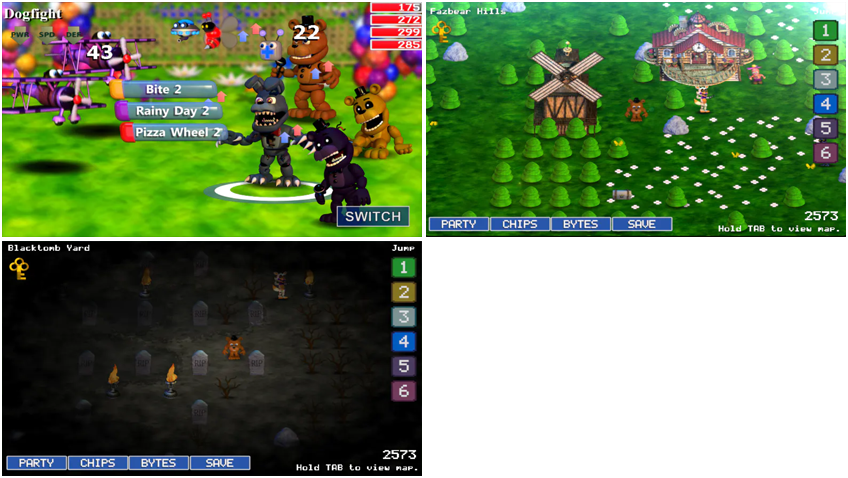 Dogfight
PWR SPD DEF
175
272
299
285
43
22
Bite 2
Rainy Day 2
Pizza Wheel 2
SWITCH
Fazbear Hills
1
2
3
4
5
6
2573
PARTY CHIPS BYTES SAVE
Hold TAB to view map.
Blacktomb Yard
Jump
1
2
3
4
5
6
2573
PARTY CHIPS BYTES SAVE
Hold TAB to view map.